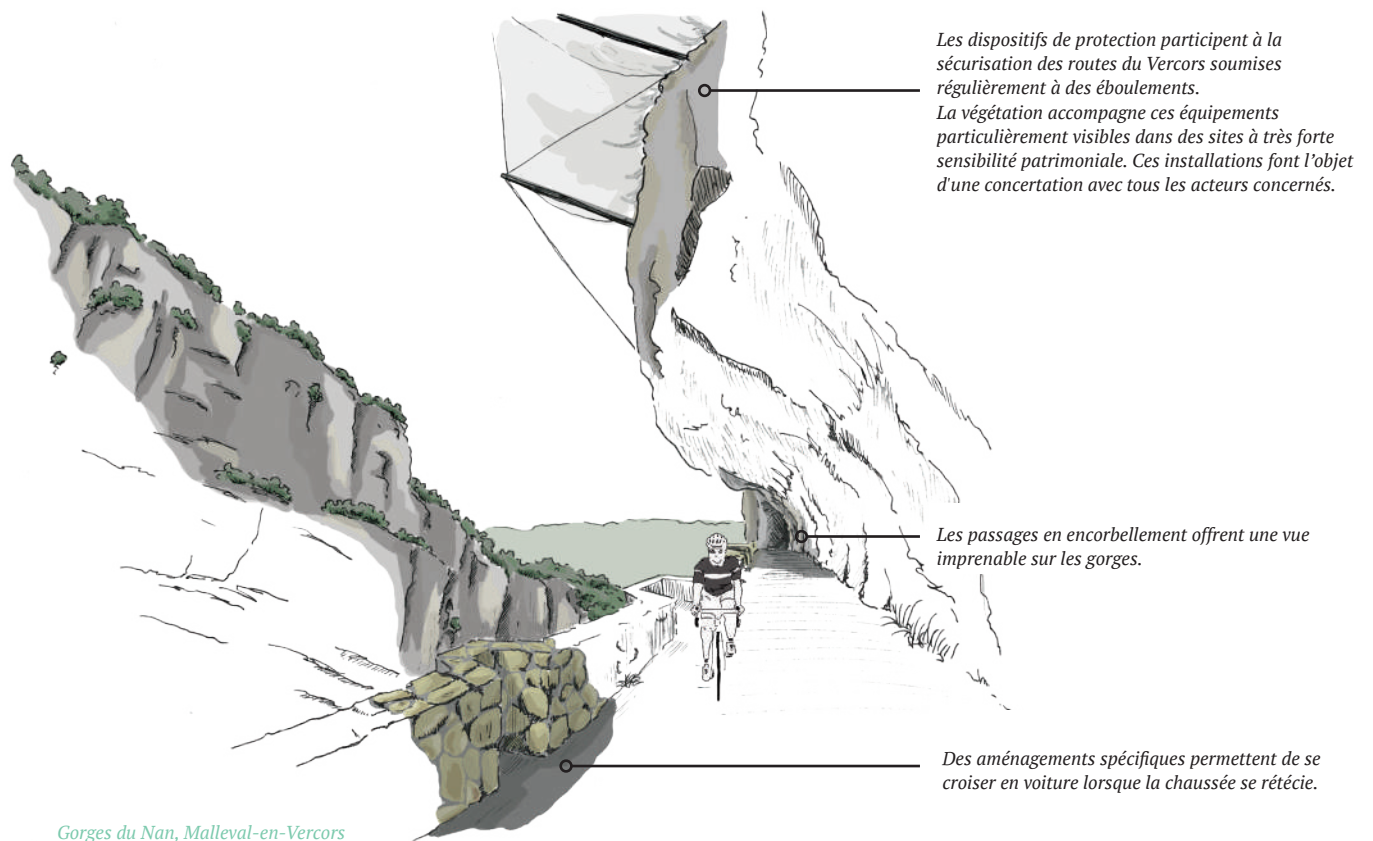 Les dispositifs de protection participent à la
sécurisation des routes du Vercors soumises
régulièrement à des éboulements.
La végétation accompagne ces équipements
particulièrement visibles dans des sites à très forte
sensibilité patrimoniale. Ces installations font l’objet
d'une concertation avec tous les acteurs concernés.
Les passages en encorbellement offrent une vue
imprenable sur les gorges.
Des aménagements spécifiques permettent de se
croiser en voiture lorsque la chaussée se rétécie.
Gorges du Nan, Malleval-en-Vercors